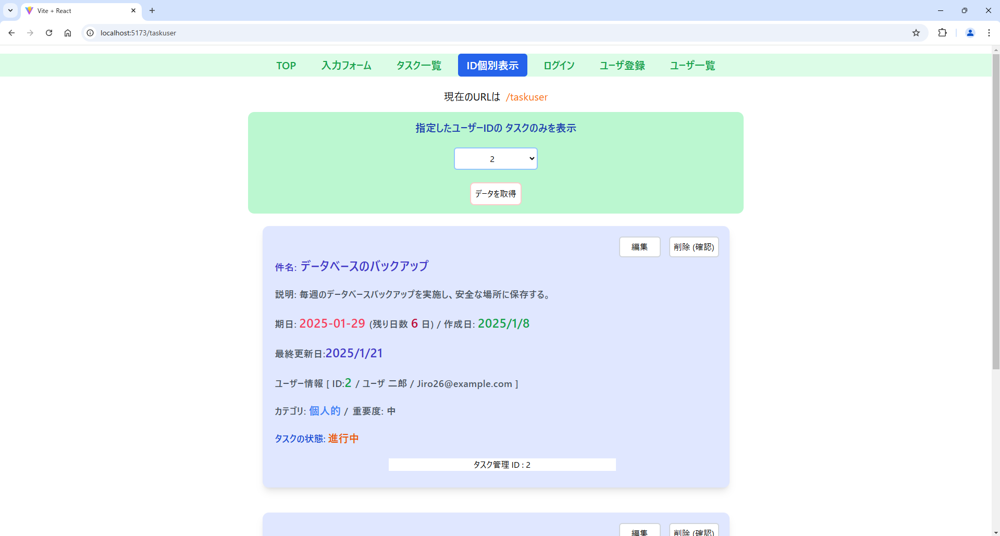 Vite + React
localhost:5173/taskuser
TOP 入力フォーム タスク一覧 ID個別表示 ログイン ユーザ登録 ユーザ一覧
現在のURLは /taskuser
指定したユーザーIDの タスクのみを表示
2
データを取得
編集 削除 (確認)
件名: データベースのバックアップ
説明: 毎週のデータベースバックアップを実施し、安全な場所に保存する。
期日: 2025-01-29 (残り日数 6 日) / 作成日: 2025/1/8
最終更新日:2025/1/21
ユーザー情報 [ ID:2 / ユーザ 二郎 / Jiro26@example.com ]
カテゴリ: 個人的 / 重要度: 中
タスクの状態: 進行中
タスク管理 ID : 2
編集 削除 (確認)